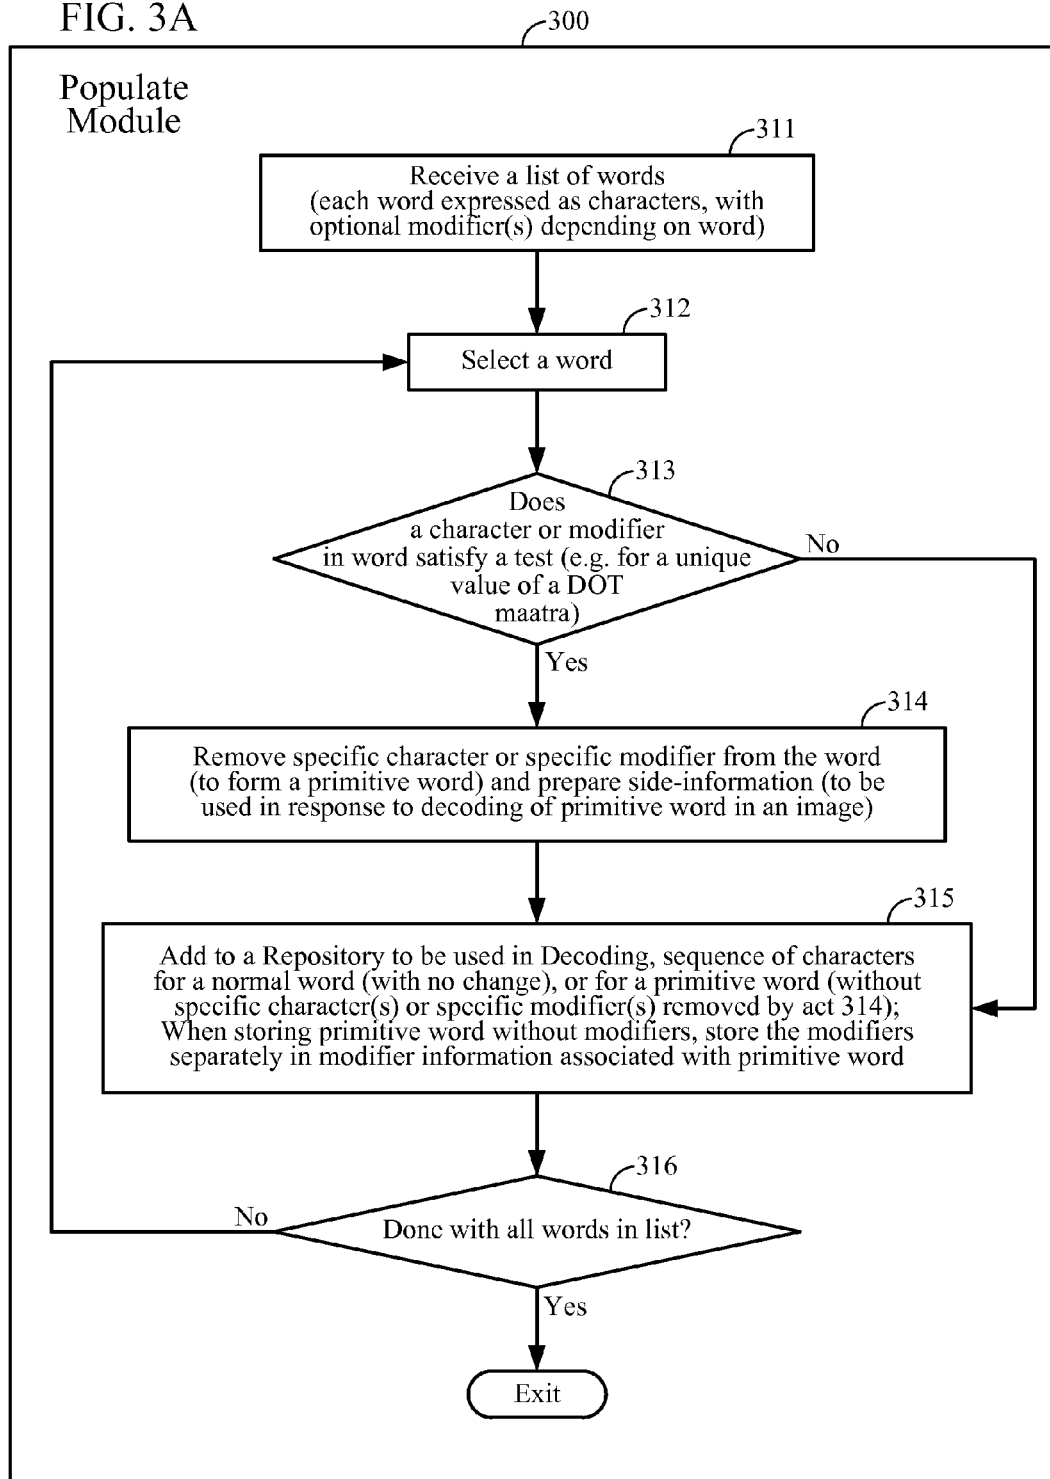 FIG. 3A
300
Populate
Module
311
Receive a list of words
(each word expressed as characters, with
optional modifier(s) depending on word)
312
Select a word
313
Does
a character or modifier
in word satisfy a test (e.g. for a unique
value of a DOT
maatra)
No
Yes
314
Remove specific character or specific modifier from the word
(to form a primitive word) and prepare side-information (to be
used in response to decoding of primitive word in an image)
315
Add to a Repository to be used in Decoding, sequence of characters
for a normal word (with no change), or for a primitive word (without
specific character(s) or specific modifier(s) removed by act 314);
When storing primitive word without modifiers, store the modifiers
separately in modifier information associated with primitive word
316
No
Done with all words in list?
Yes
Exit